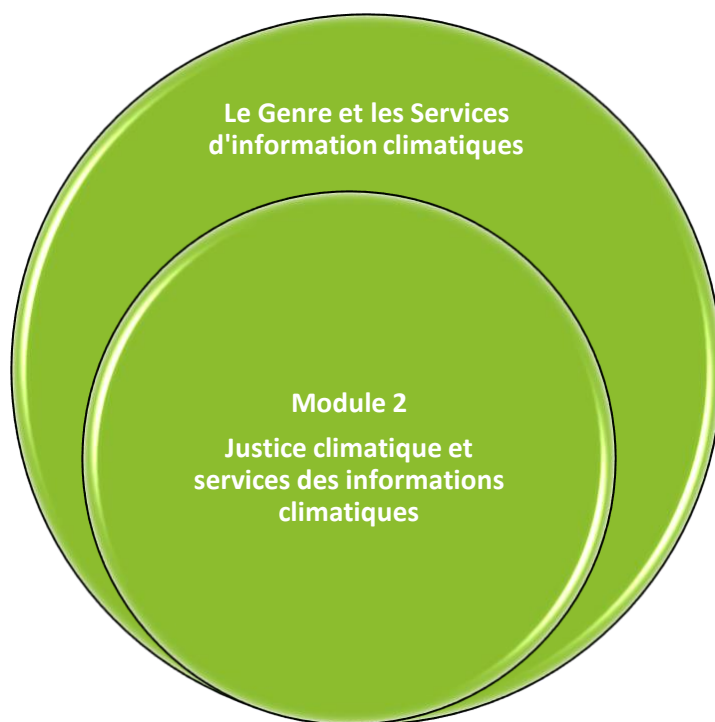 Le Genre et les Services
d'information climatiques
Module 2
Justice climatique et
services des informations
climatiques